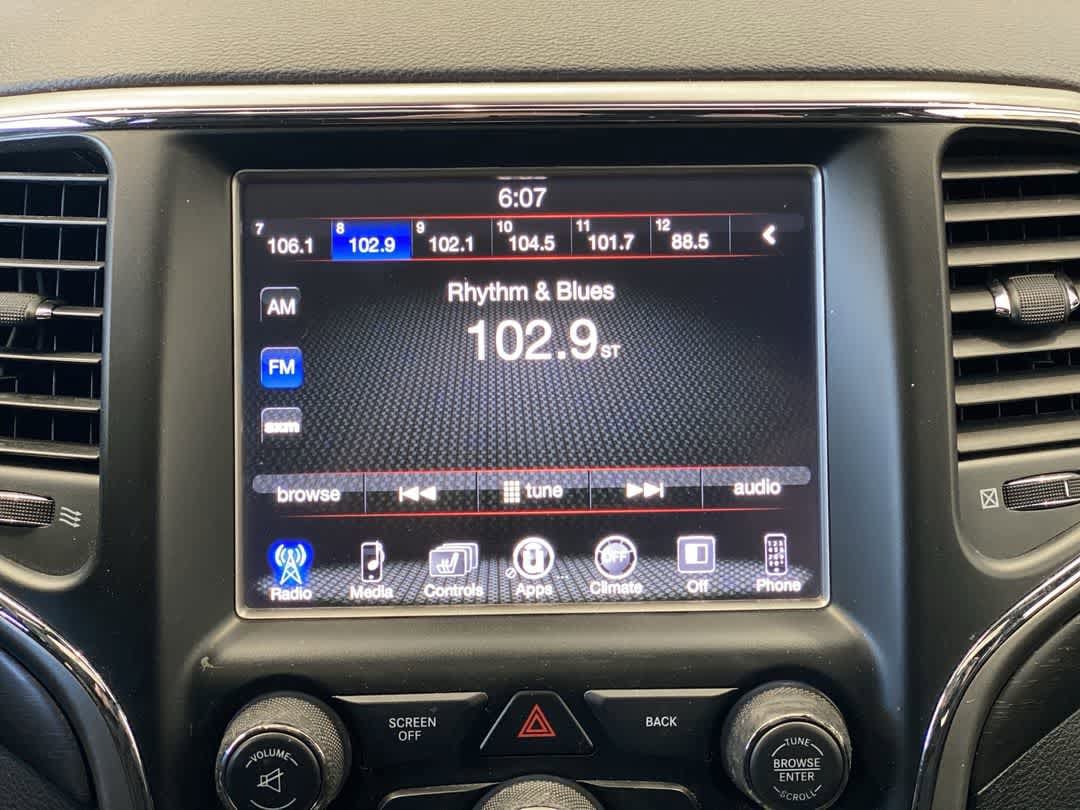 6:07
7 106.1 8 102.9 9 102.1 10 104.5 11 101.7 12 88.5
Rhythm & Blues
AM
102.9 ST
FM
sxm
browse tune audio
OFF
Radio Media Controls Apps Climate Off Phone
SCREEN OFF
BACK
VOLUME
TUNE
BROWSE
ENTER
SCROLL